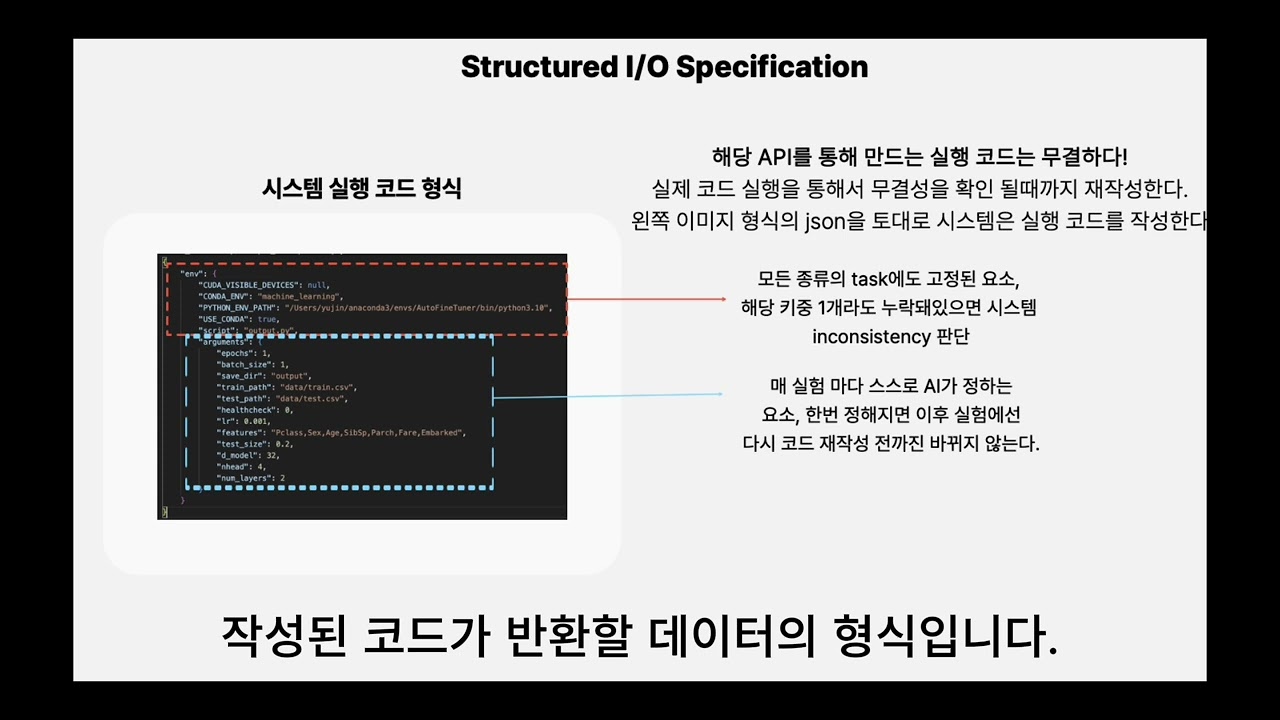 Structured I/O Specification
시스템 실행 코드 형식
{
"env": {
"CUDA_VISIBLE_DEVICES": null,
"CONDA_ENV": "machine_learning",
"PYTHON_ENV_PATH": "/Users/yujin/anaconda3/envs/AutoFineTuner/bin/python3.10",
"USE_CONDA": true,
"script": "output.py",
"arguments": {
"epochs": 1,
"batch_size": 1,
"save_dir": "output",
"train_path": "data/train.csv",
"test_path": "data/test.csv",
"healthcheck": 0,
"lr": 0.001,
"features": "Pclass,Sex,Age,SibSp,Parch,Fare,Embarked",
"test_size": 0.2,
"d_model": 32,
"nhead": 4,
"num_layers": 2
}
}
}
해당 API를 통해 만드는 실행 코드는 무결하다!
실제 코드 실행을 통해서 무결성을 확인 될때까지 재작성한다.
왼쪽 이미지 형식의 json을 토대로 시스템은 실행 코드를 작성한다
모든 종류의 task에도 고정된 요소,
해당 키중 1개라도 누락돼있으면 시스템
inconsistency 판단
매 실험 마다 스스로 AI가 정하는
요소, 한번 정해지면 이후 실험에선
다시 코드 재작성 전까진 바뀌지 않는다.
작성된 코드가 반환할 데이터의 형식입니다.